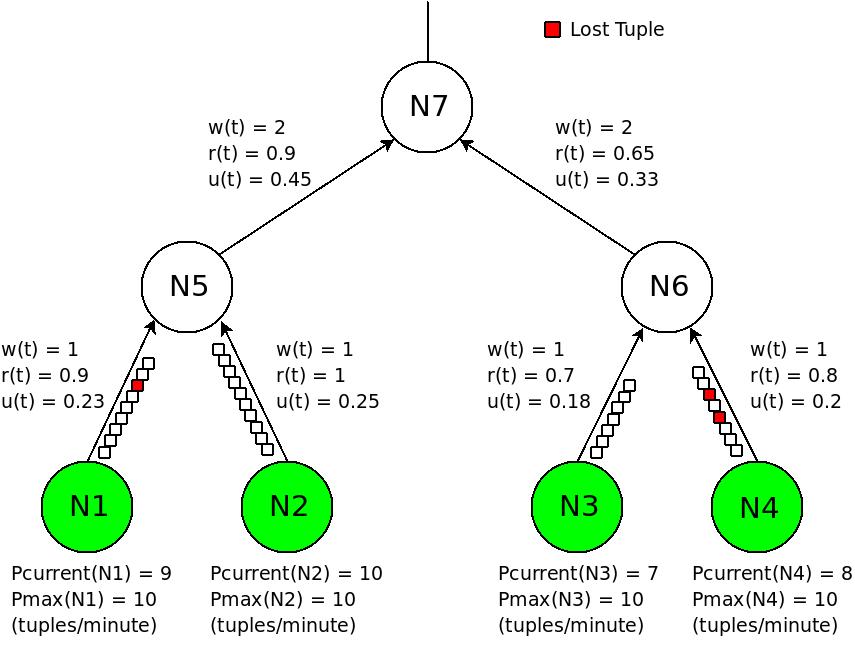 Lost Tuple
N7
w(t) = 2
r(t) = 0.9
u(t) = 0.45
w(t) = 2
r(t) = 0.65
u(t) = 0.33
N5
N6
w(t) = 1
r(t) = 0.9
u(t) = 0.23
w(t) = 1
r(t) = 1
u(t) = 0.25
w(t) = 1
r(t) = 0.7
u(t) = 0.18
w(t) = 1
r(t) = 0.8
u(t) = 0.2
N1
N2
N3
N4
Pcurrent(N1) = 9
Pmax(N1) = 10
(tuples/minute)
Pcurrent(N2) = 10
Pmax(N2) = 10
(tuples/minute)
Pcurrent(N3) = 7
Pmax(N3) = 10
(tuples/minute)
Pcurrent(N4) = 8
Pmax(N4) = 10
(tuples/minute)